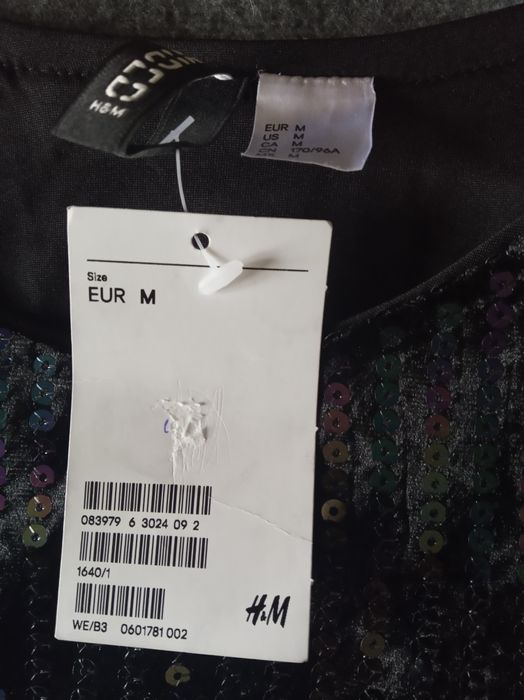 H&M
EUR M
US M
CA M
CN 170/96A
M
Size
EUR M
083979 6 3024 09 2
1640/1
WE/B3 0601781 002
H&M